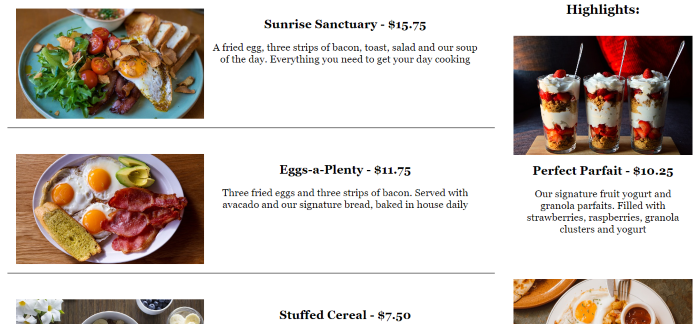 Sunrise Sanctuary - $15.75
A fried egg, three strips of bacon, toast, salad and our soup
of the day. Everything you need to get your day cooking
Eggs-a-Plenty - $11.75
Three fried eggs and three strips of bacon. Served with
avacado and our signature bread, baked in house daily
Stuffed Cereal - $7.50
Highlights:
Perfect Parfait - $10.25
Our signature fruit yogurt and
granola parfaits. Filled with
strawberries, raspberries, granola
clusters and yogurt